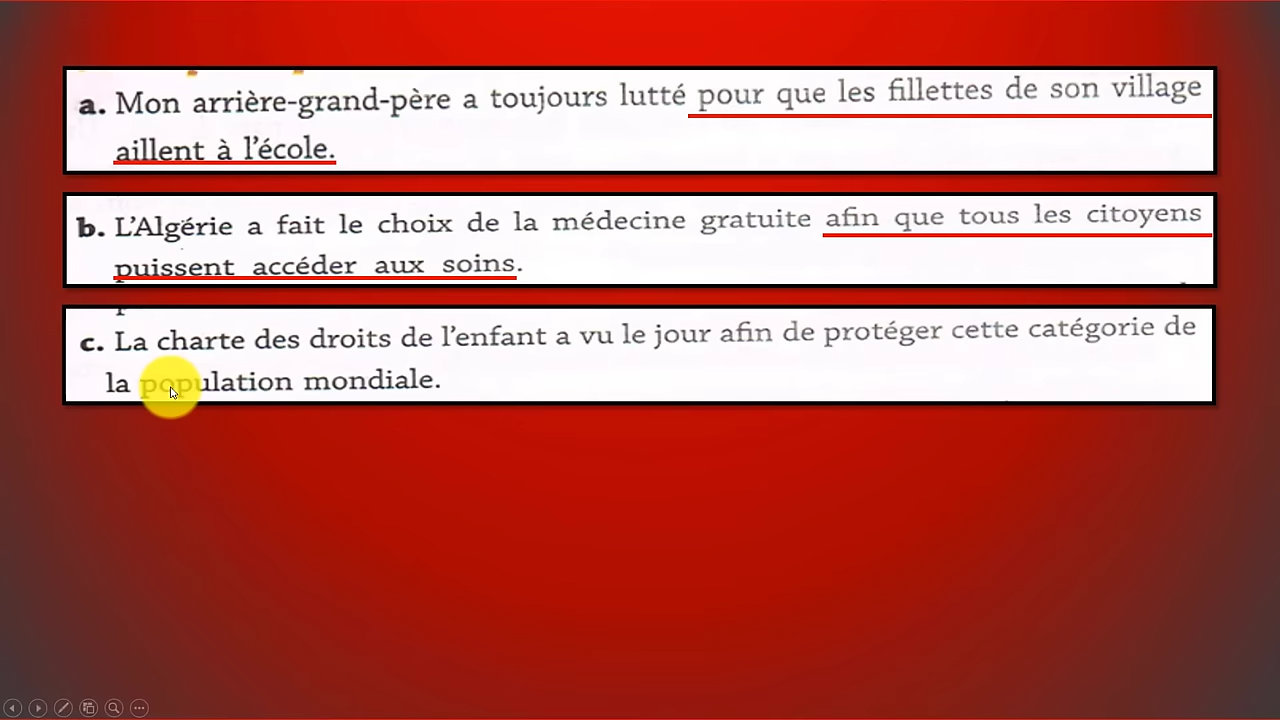 a. Mon arrière-grand-père a toujours lutté pour que les fillettes de son village
aillent à l'école.
b. L'Algérie a fait le choix de la médecine gratuite afin que tous les citoyens
puissent accéder aux soins.
c. La charte des droits de l'enfant a vu le jour afin de protéger cette catégorie de
la population mondiale.